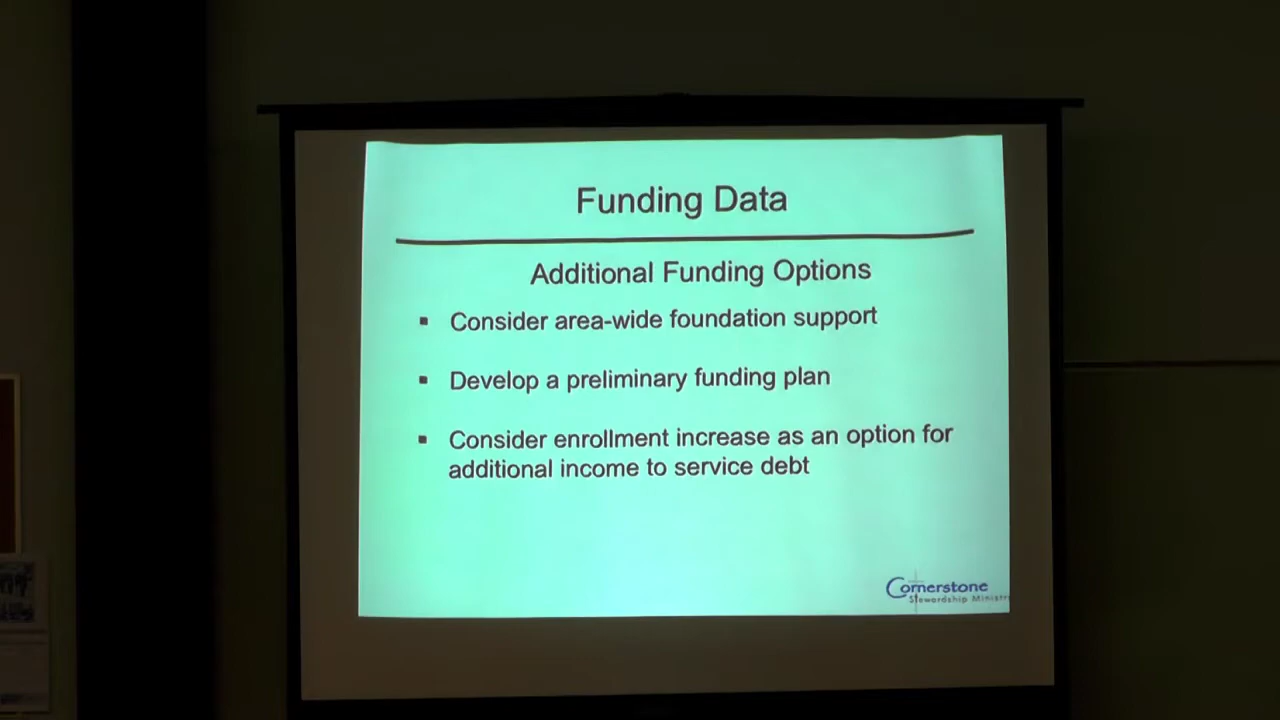 Funding Data
Additional Funding Options
▪ Consider area-wide foundation support
▪ Develop a preliminary funding plan
▪ Consider enrollment increase as an option for
additional income to service debt
Cornerstone
Stewardship Ministr